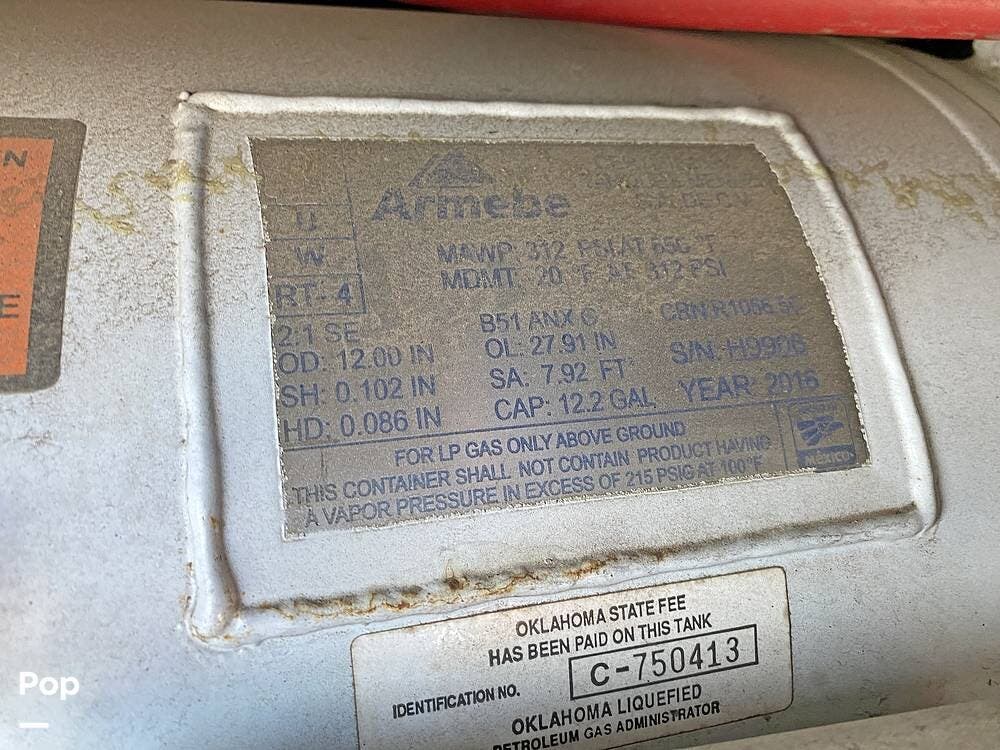 N
E
Armebe
U
W
RT- 4
MAWP 312 PSI AT 650 °F
MDMT 20 °F AT 312 PSI
2:1 SE
B51 ANX
CRN R1066.5C
OD: 12.00 IN
OL: 27.91 IN
S/N: H9906
SH: 0.102 IN
SA: 7.92 FT
YEAR: 2016
HD: 0.086 IN
CAP: 12.2 GAL
FOR LP GAS ONLY ABOVE GROUND
THIS CONTAINER SHALL NOT CONTAIN PRODUCT HAVING
A VAPOR PRESSURE IN EXCESS OF 215 PSIG AT 100°F
México
OKLAHOMA STATE FEE
HAS BEEN PAID ON THIS TANK
IDENTIFICATION NO. C-750413
OKLAHOMA LIQUEFIED
PETROLEUM GAS ADMINISTRATOR
Pop